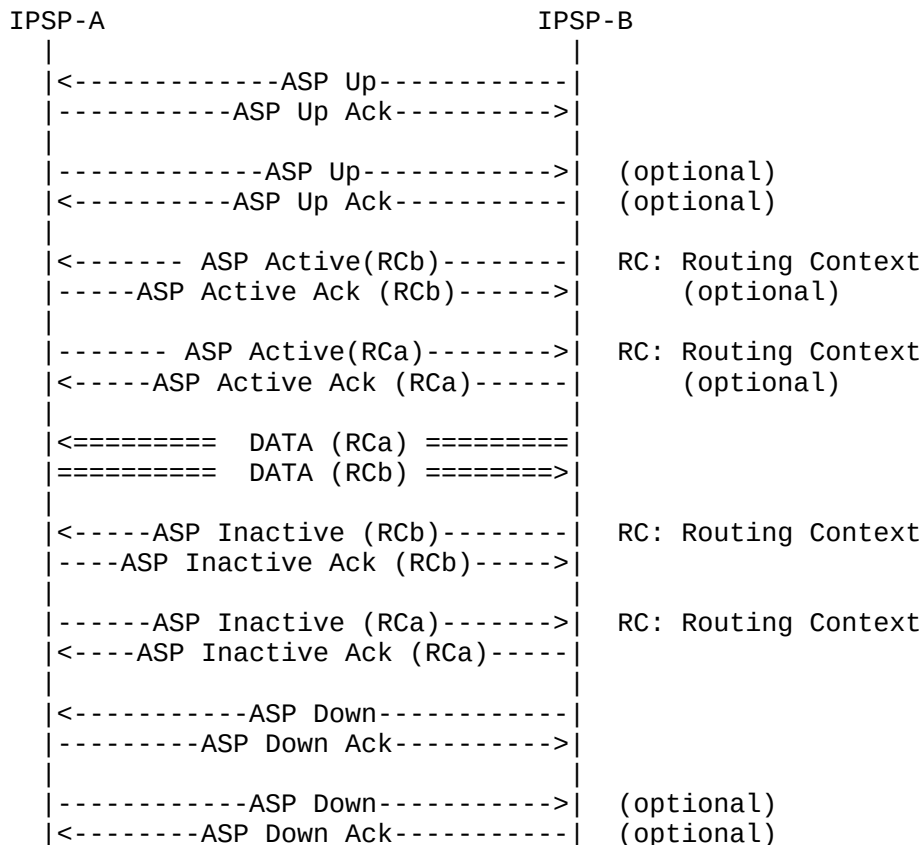 IPSP-A                           IPSP-B
  |                                |
  |<-------------ASP Up------------|
  |-----------ASP Up Ack---------->|
  |                                |
  |-------------ASP Up------------>|  (optional)
  |<----------ASP Up Ack-----------|  (optional)
  |                                |
  |<------- ASP Active(RCb)--------|  RC: Routing Context
  |-----ASP Active Ack (RCb)------>|      (optional)
  |                                |
  |------- ASP Active(RCa)-------->|  RC: Routing Context
  |<-----ASP Active Ack (RCa)------|      (optional)
  |                                |
  |<=========  DATA (RCa) =========|
  |==========  DATA (RCb) ========>|
  |                                |
  |<-----ASP Inactive (RCb)--------|  RC: Routing Context
  |----ASP Inactive Ack (RCb)----->|
  |                                |
  |------ASP Inactive (RCa)------->|  RC: Routing Context
  |<----ASP Inactive Ack (RCa)-----|
  |                                |
  |<-----------ASP Down------------|
  |---------ASP Down Ack---------->|
  |                                |
  |------------ASP Down----------->|  (optional)
  |<--------ASP Down Ack-----------|  (optional)